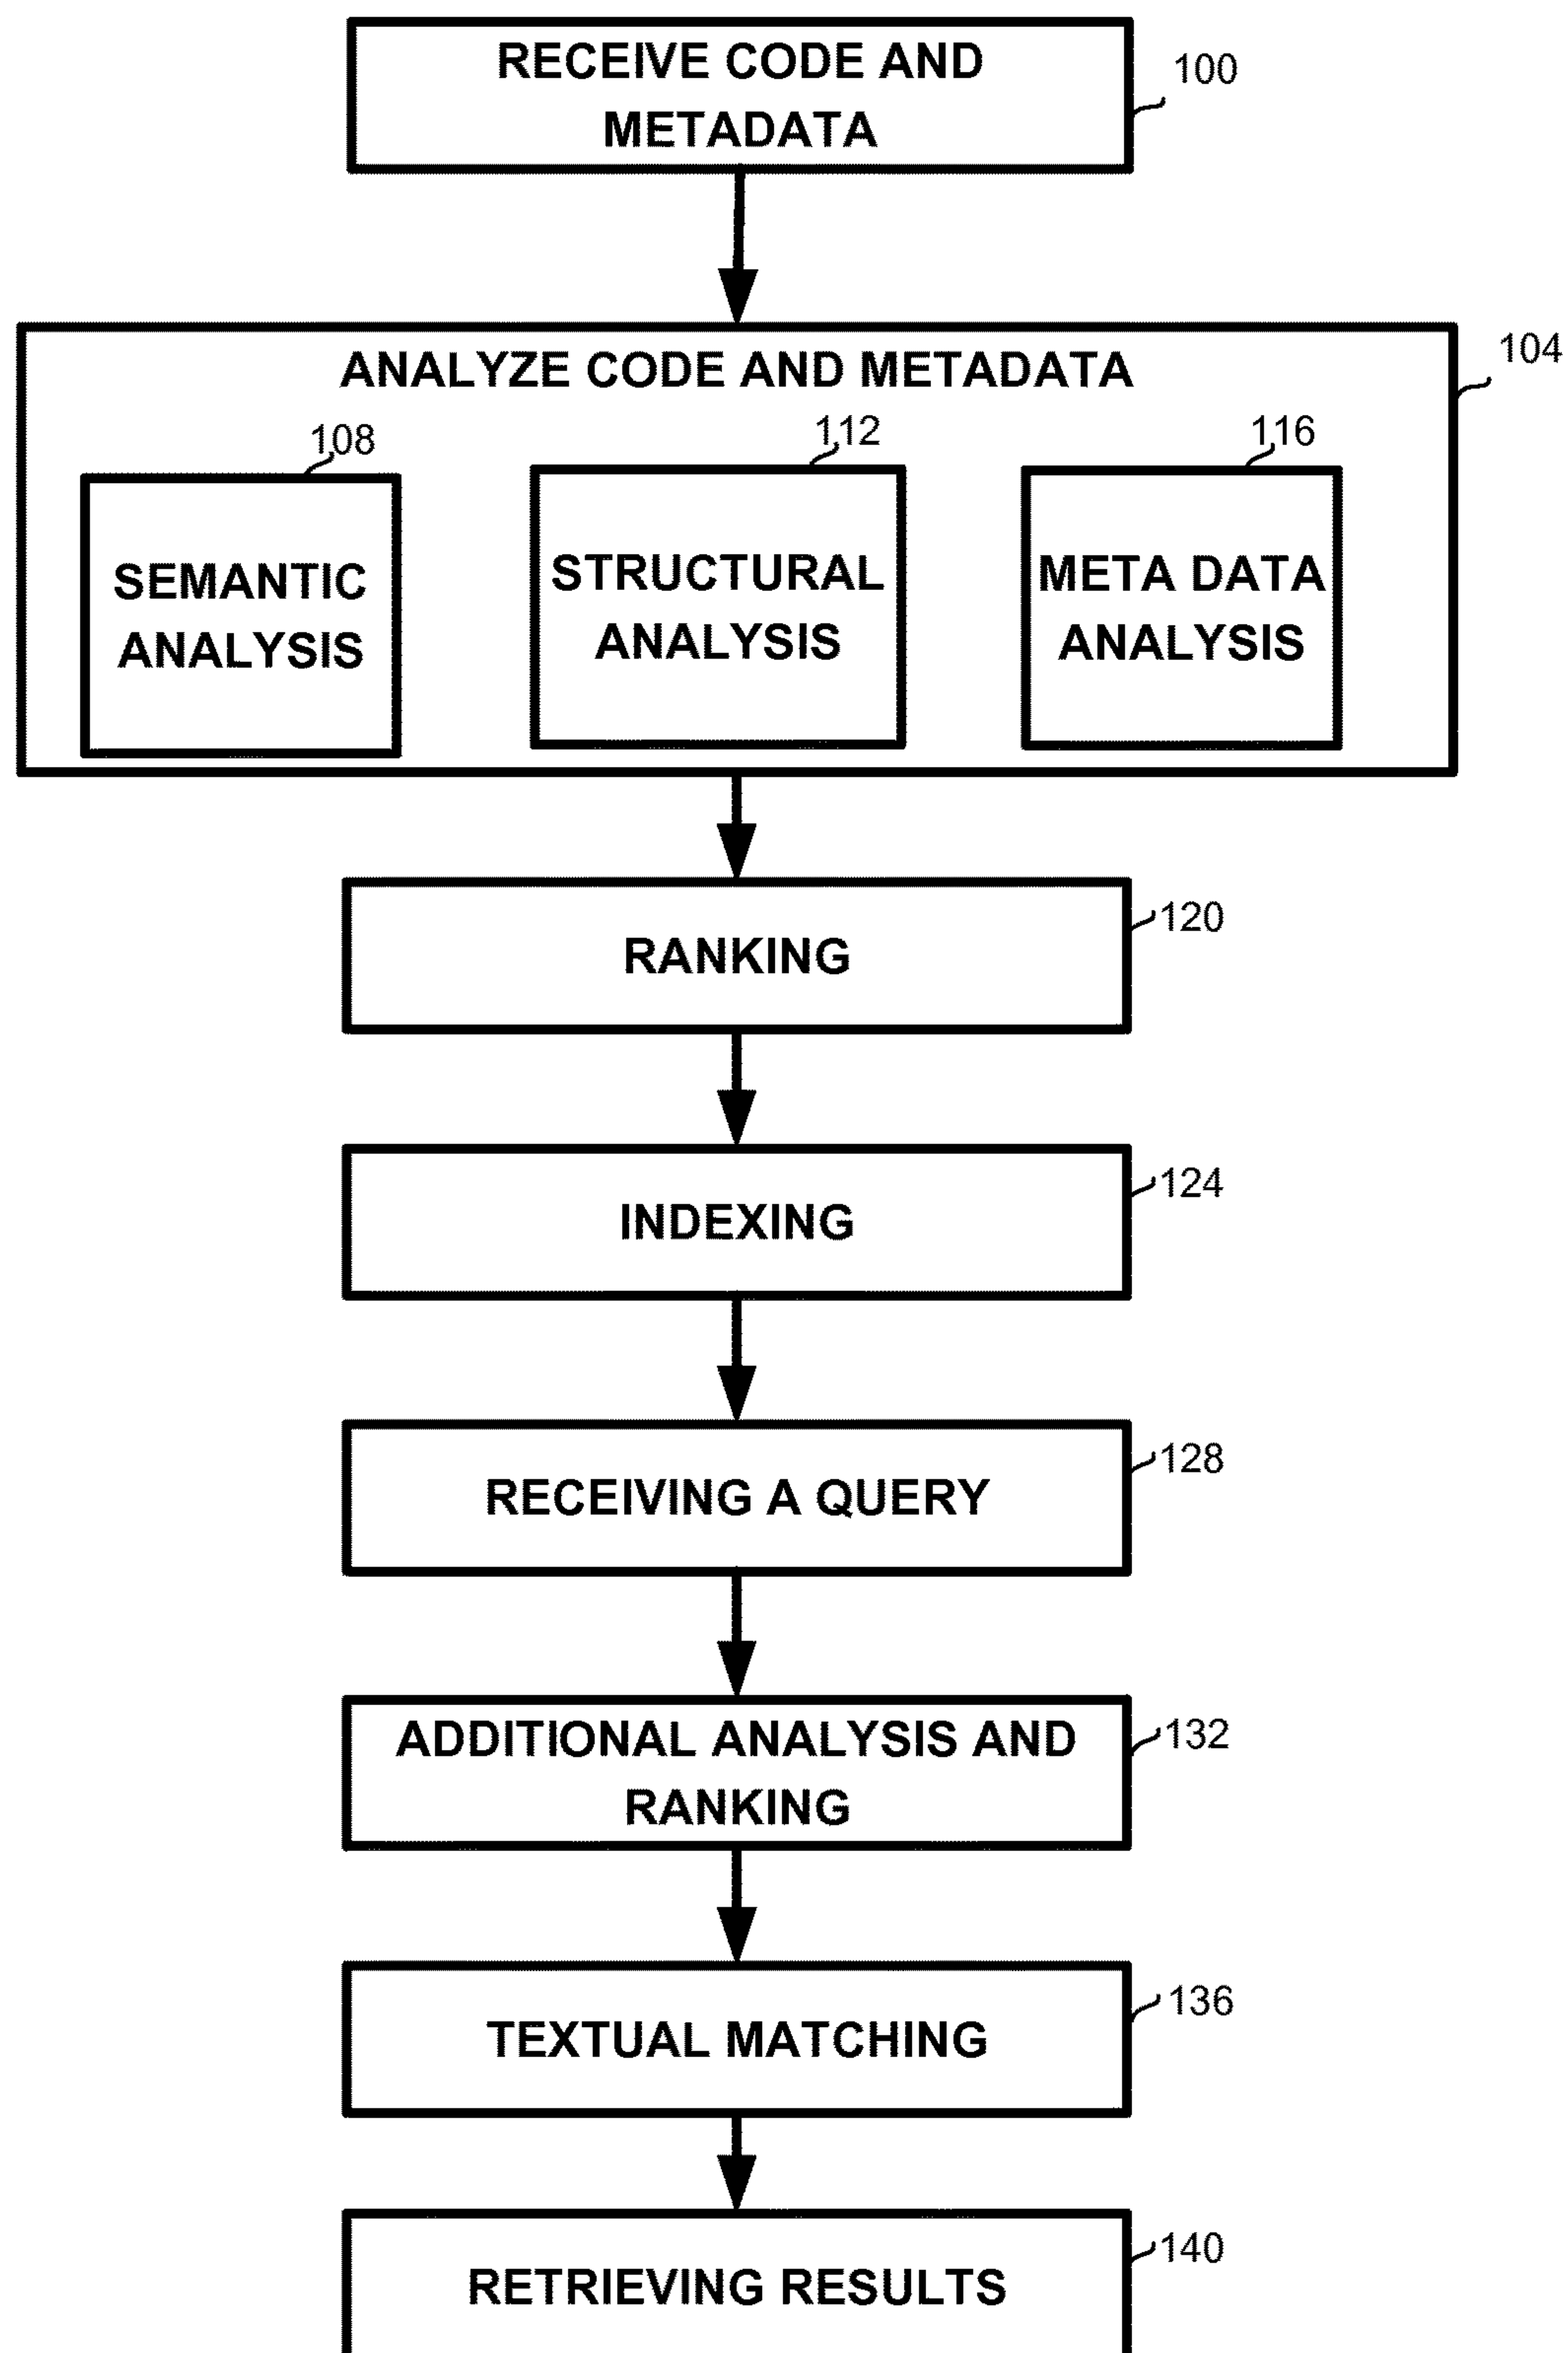 RECEIVE CODE AND
METADATA
100
ANALYZE CODE AND METADATA
104
108
112
116
SEMANTIC
ANALYSIS
STRUCTURAL
ANALYSIS
META DATA
ANALYSIS
RANKING
120
INDEXING
124
RECEIVING A QUERY
128
ADDITIONAL ANALYSIS AND
RANKING
132
TEXTUAL MATCHING
136
RETRIEVING RESULTS
140